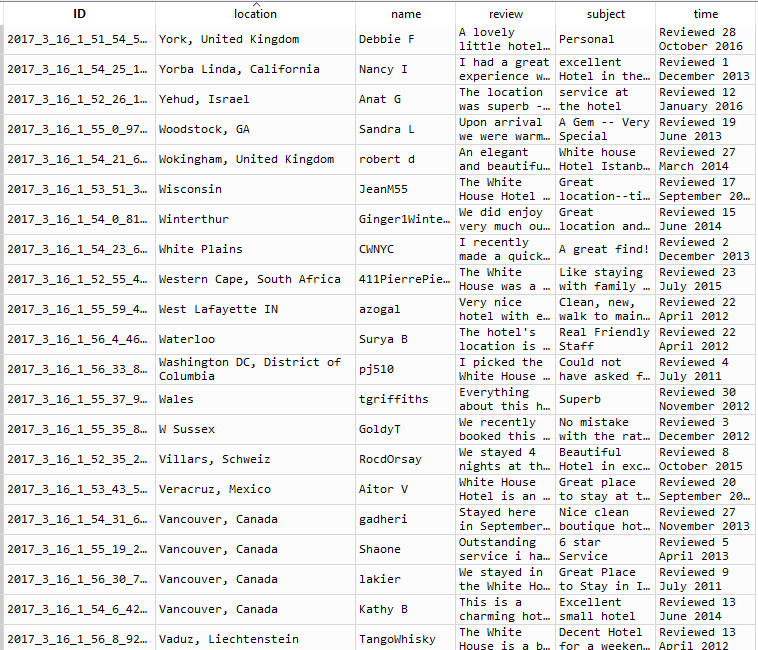 ID location name review subject time
2017_3_16_1_51_54_5… York, United Kingdom Debbie F A lovely little hotel… Personal Reviewed 28 October 2016
2017_3_16_1_54_25_1… Yorba Linda, California Nancy I I had a great experience w… excellent Hotel in the… Reviewed 1 December 2013
2017_3_16_1_52_26_1… Yehud, Israel Anat G The location was superb -… service at the hotel Reviewed 12 January 2016
2017_3_16_1_55_0_97… Woodstock, GA Sandra L Upon arrival we were warm… A Gem -- Very Special Reviewed 19 June 2013
2017_3_16_1_54_21_6… Wokingham, United Kingdom robert d An elegant and beautifu… White house Hotel Istanb… Reviewed 27 March 2014
2017_3_16_1_53_51_3… Wisconsin JeanM55 The White House Hotel … Great location--ti… Reviewed 17 September 20…
2017_3_16_1_54_0_81… Winterthur Ginger1Winte… We did enjoy very much ou… Great location and… Reviewed 15 June 2014
2017_3_16_1_54_23_6… White Plains CWNYC I recently made a quick… A great find! Reviewed 2 December 2013
2017_3_16_1_52_55_4… Western Cape, South Africa 411PierrePie… The White House was a … Like staying with family … Reviewed 23 July 2015
2017_3_16_1_55_59_4… West Lafayette IN azogal Very nice hotel with e… Clean, new, walk to main… Reviewed 22 April 2012
2017_3_16_1_56_4_46… Waterloo Surya B The hotel's location is … Real Friendly Staff Reviewed 22 April 2012
2017_3_16_1_56_33_8… Washington DC, District of Columbia pj510 I picked the White House … Could not have asked f… Reviewed 4 July 2011
2017_3_16_1_55_37_9… Wales tgriffiths Everything about this h… Superb Reviewed 30 November 2012
2017_3_16_1_55_35_8… W Sussex GoldyT We recently booked this … No mistake with the rat… Reviewed 3 December 2012
2017_3_16_1_52_35_2… Villars, Schweiz RocdOrsay We stayed 4 nights at th… Beautiful Hotel in exc… Reviewed 8 October 2015
2017_3_16_1_53_43_5… Veracruz, Mexico Aitor V White House Hotel is an … Great place to stay at t… Reviewed 20 September 20…
2017_3_16_1_54_31_6… Vancouver, Canada gadheri Stayed here in September… Nice clean boutique hot… Reviewed 27 November 2013
2017_3_16_1_55_19_2… Vancouver, Canada Shaone Outstanding service i ha… 6 star Service Reviewed 5 April 2013
2017_3_16_1_56_30_7… Vancouver, Canada lakier We stayed in the White Ho… Great Place to Stay in I… Reviewed 9 July 2011
2017_3_16_1_54_6_42… Vancouver, Canada Kathy B This is a charming hot… Excellent small hotel Reviewed 13 June 2014
2017_3_16_1_56_8_92… Vaduz, Liechtenstein TangoWhisky The White House is a b… Decent Hotel for a weeken… Reviewed 13 April 2012